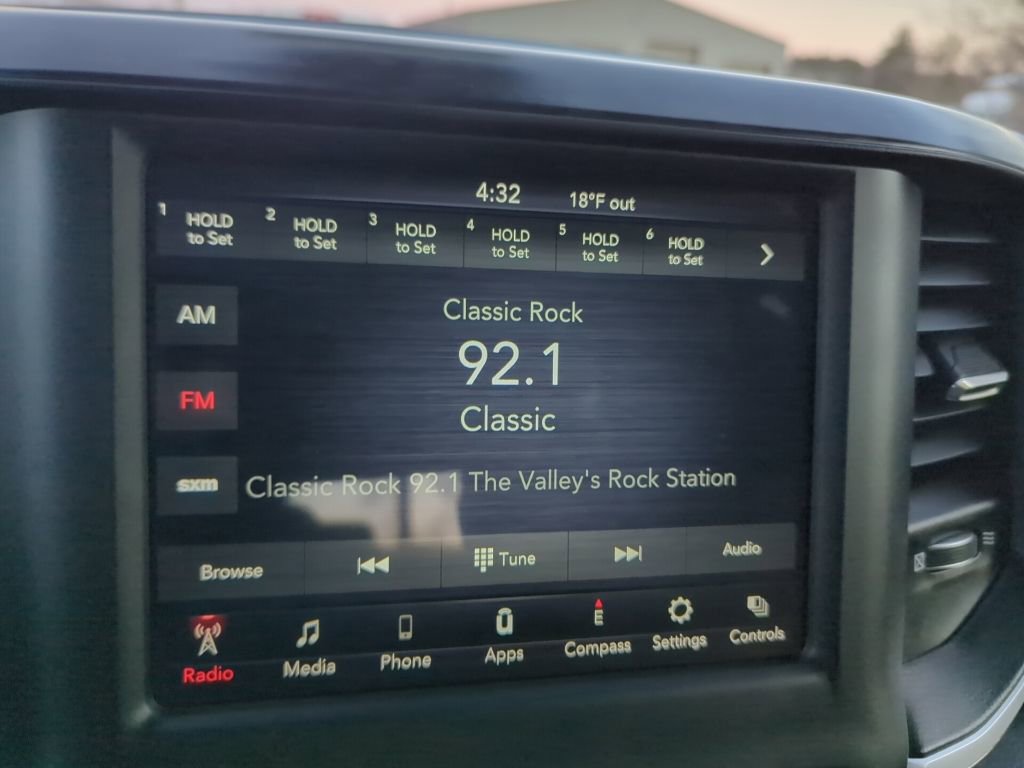 4:32 18°F out
1 HOLD to Set 2 HOLD to Set 3 HOLD to Set 4 HOLD to Set 5 HOLD to Set 6 HOLD to Set
Classic Rock
AM
92.1
FM
Classic
sxm Classic Rock 92.1 The Valley's Rock Station
Browse Tune Audio
E
Radio Media Phone Apps Compass Settings Controls